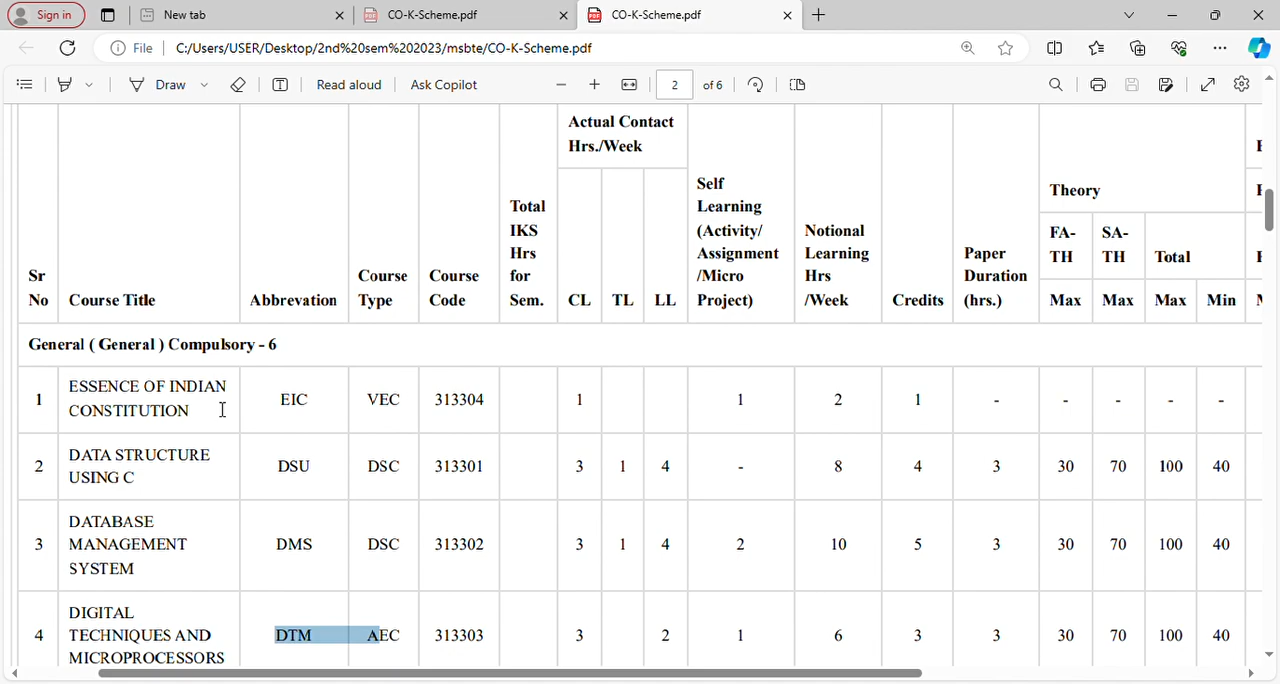 Sign in
New tab
CO-K-Scheme.pdf
CO-K-Scheme.pdf
File
C:/Users/USER/Desktop/2nd%20sem%202023/msbte/CO-K-Scheme.pdf
Draw
Read aloud
Ask Copilot
2 of 6
Actual Contact
Hrs./Week
Sr
No
Course Title
Abbrevation
Course
Type
Course
Code
Total
IKS
Hrs
for
Sem.
CL TL LL
Self
Learning
(Activity/
Assignment
/Micro
Project)
Notional
Learning
Hrs
/Week
Credits
Paper
Duration
(hrs.)
Theory
FA-
TH
SA-
TH
Total
Max Max Max Min
General ( General ) Compulsory - 6
1 ESSENCE OF INDIAN
CONSTITUTION EIC VEC 313304 1 1 2 1 - - - - -
2 DATA STRUCTURE
USING C DSU DSC 313301 3 1 4 - 8 4 3 30 70 100 40
3 DATABASE
MANAGEMENT
SYSTEM DMS DSC 313302 3 1 4 2 10 5 3 30 70 100 40
4 DIGITAL
TECHNIQUES AND
MICROPROCESSORS DTM AEC 313303 3 2 1 6 3 3 30 70 100 40